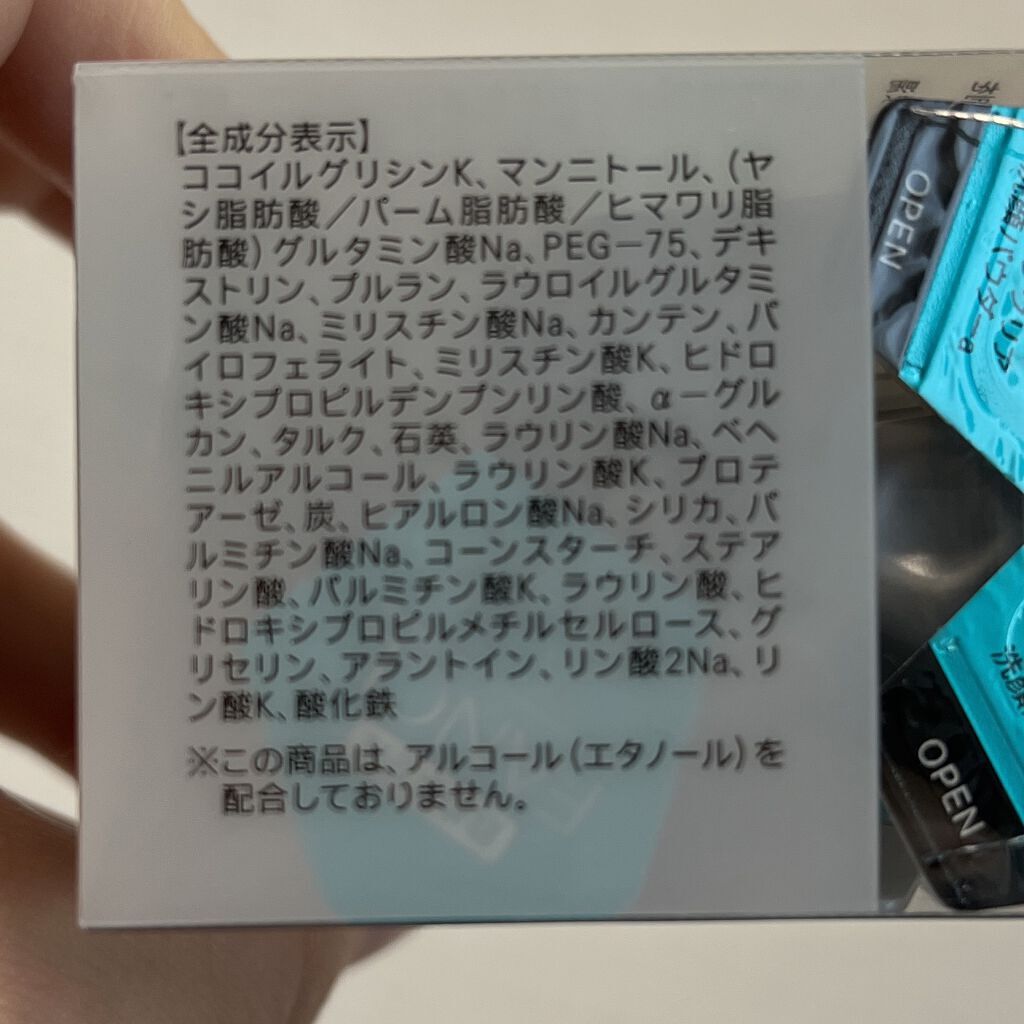 【全成分表示】
ココイルグリシンK、マンニトール、(ヤ
シ脂肪酸／パーム脂肪酸／ヒマワリ脂
肪酸)グルタミン酸Na、PEG－75、デキ
ストリン、プルラン、ラウロイルグルタミ
ン酸Na、ミリスチン酸Na、カンテン、パ
イロフェライト、ミリスチン酸K、ヒドロ
キシプロピルデンプンリン酸、α－グル
カン、タルク、石英、ラウリン酸Na、ベヘ
ニルアルコール、ラウリン酸K、プロテ
アーゼ、炭、ヒアルロン酸Na、シリカ、パ
ルミチン酸Na、コーンスターチ、ステア
リン酸、パルミチン酸K、ラウリン酸、ヒ
ドロキシプロピルメチルセルロース、グ
リセリン、アラントイン、リン酸2Na、リ
ン酸K、酸化鉄
※この商品は、アルコール(エタノール)を
配合しておりません。
OPEN
クリア
洗顔パウダーa
OPEN
洗顔